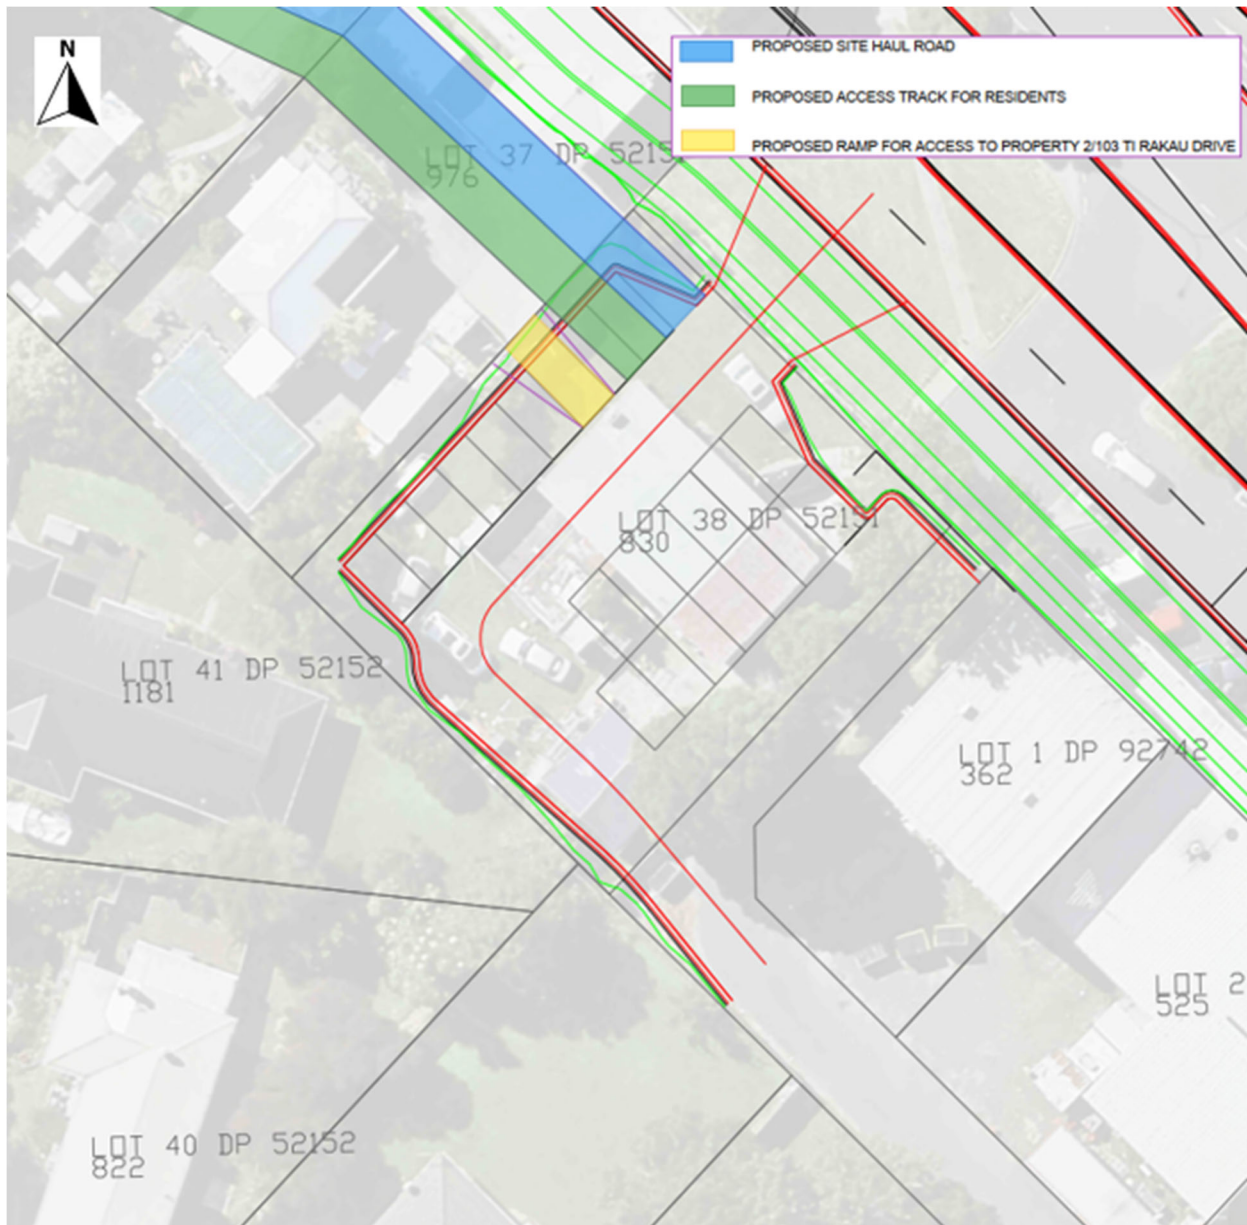 N
PROPOSED SITE HAUL ROAD
PROPOSED ACCESS TRACK FOR RESIDENTS
PROPOSED RAMP FOR ACCESS TO PROPERTY 2/103 TI RAKAU DRIVE
LOT 37 DP 52151
976
LOT 38 DP 52151
830
LOT 41 DP 52152
1181
LOT 1 DP 92742
362
LOT 2
525
LOT 40 DP 52152
822